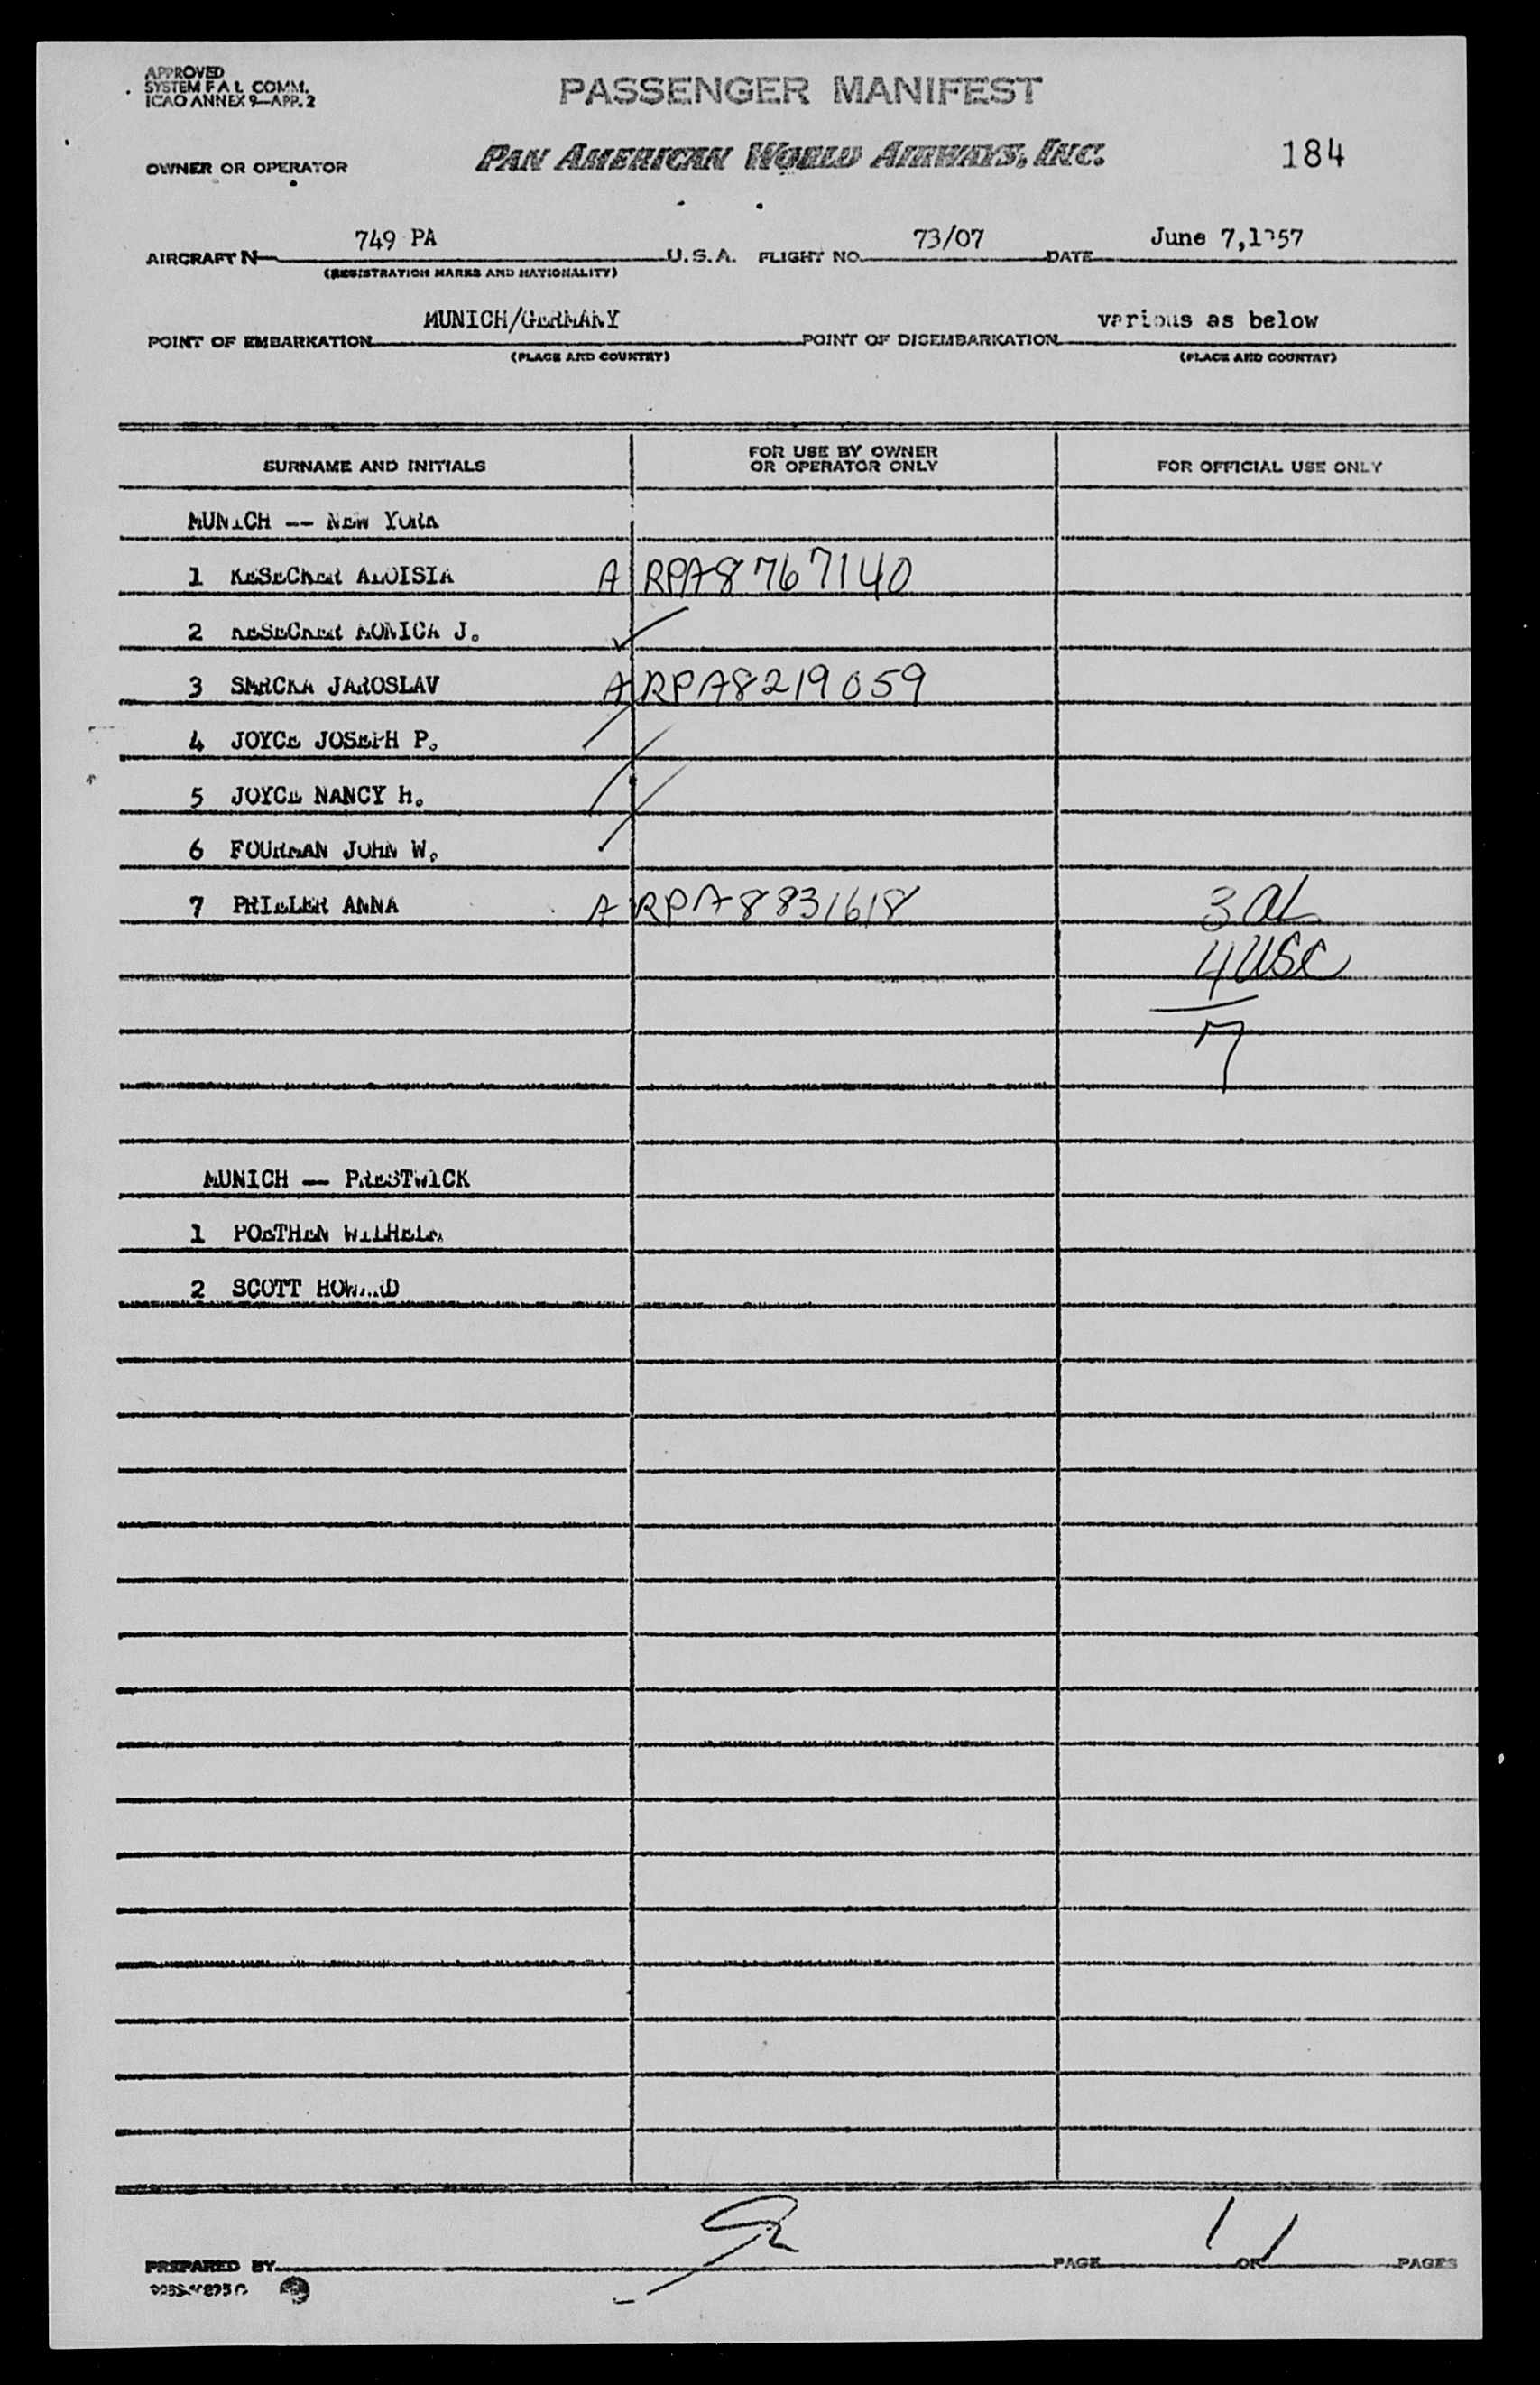 APPROVED
SYSTEM F A L COMM.
ICAO ANNEX 9—APP. 2
PASSENGER MANIFEST
OWNER OR OPERATOR PAN AMERICAN WORLD AIRWAYS, INC. 184
AIRCRAFT N 749 PA U.S.A. FLIGHT NO. 73/07 DATE June 7,1957
(REGISTRATION MARKS AND NATIONALITY)
POINT OF EMBARKATION MUNICH/GERMANY POINT OF DISEMBARKATION various as below
(PLACE AND COUNTRY) (PLACE AND COUNTRY)
SURNAME AND INITIALS FOR USE BY OWNER OR OPERATOR ONLY FOR OFFICIAL USE ONLY
MUNICH -- NEW YORK
1 KESECKER ALOISIA A RPA8767140
2 KESECKER MONICA J. ✓
3 SMRCKA JAROSLAV A RPA8219059
4 JOYCE JOSEPH P.
5 JOYCE NANCY H.
6 FOURMAN JOHN W.
7 PRIELER ANNA A RPA8831618 3 AL
4 USC
7
MUNICH -- PRESTWICK
1 POETHEN WILHELM
2 SCOTT HOWARD
PREPARED BY PAGE 1 OF 1 PAGES